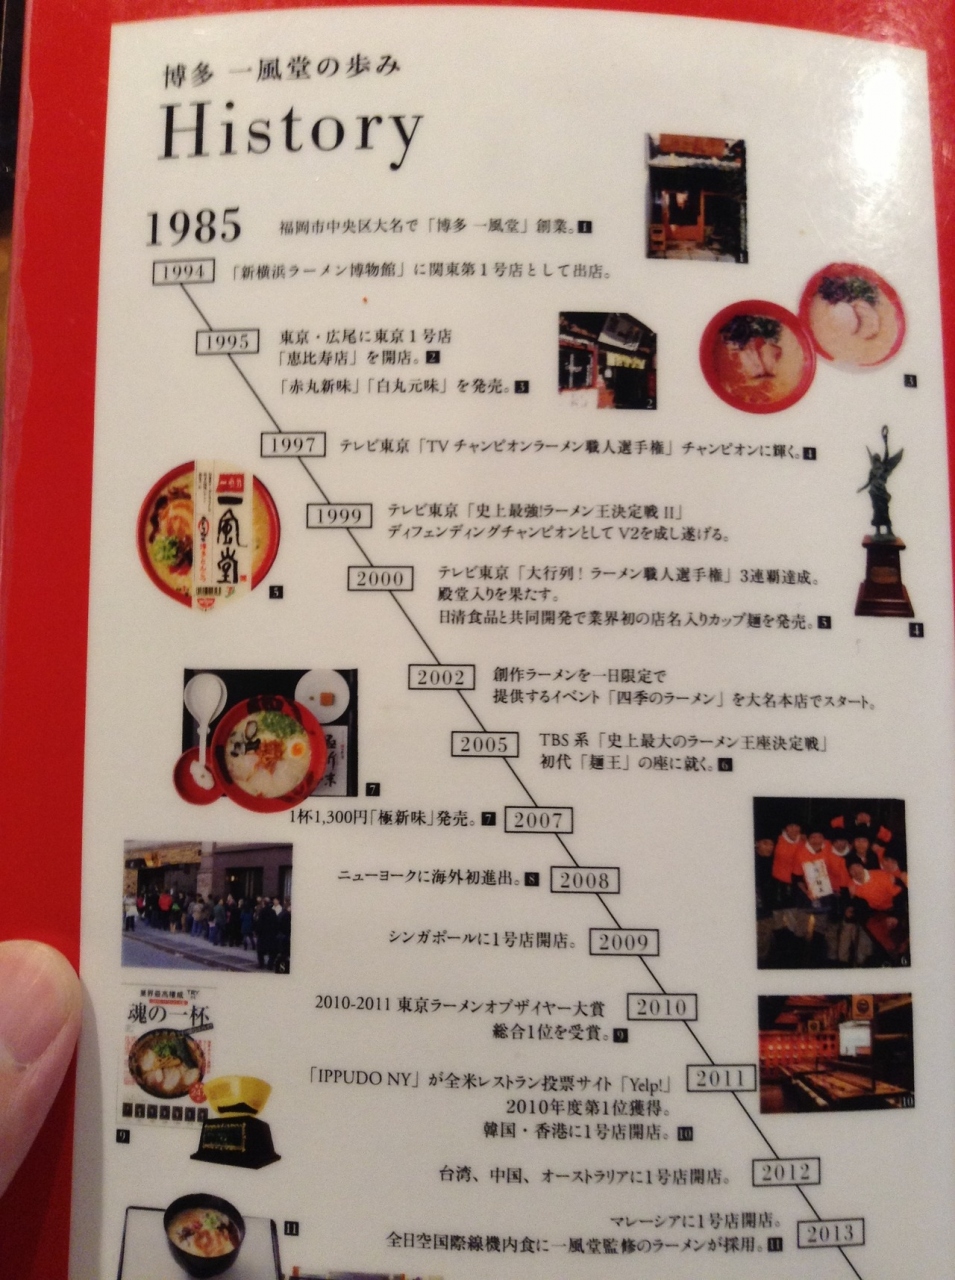 博多 一風堂の歩み
History
1985
福岡市中央区大名で「博多 一風堂」創業。1
1
1994
「新横浜ラーメン博物館」に関東第1号店として出店。
1995
東京・広尾に東京1号店
「恵比寿店」を開店。2
「赤丸新味」「白丸元味」を発売。3
2
3
1997
テレビ東京「TVチャンピオンラーメン職人選手権」チャンピオンに輝く。4
1999
テレビ東京「史上最強!ラーメン王決定戦 II」
ディフェンディングチャンピオンとしてV2を成し遂げる。
一風堂
5
2000
テレビ東京「大行列!ラーメン職人選手権」3連覇達成。
殿堂入りを果たす。
日清食品と共同開発で業界初の店名入りカップ麺を発売。5
4
2002
創作ラーメンを一日限定で
提供するイベント「四季のラーメン」を大名本店でスタート。
2005
TBS系「史上最大のラーメン王座決定戦」
初代「麺王」の座に就く。6
極新味
7
1杯1,300円「極新味」発売。7
2007
ニューヨークに海外初進出。8
2008
8
シンガポールに1号店開店。
2009
6
2010-2011 東京ラーメンオブザイヤー大賞
総合1位を受賞。9
2010
業界最高権威 TRY
魂の一杯
9
「IPPUDO NY」が全米レストラン投票サイト「Yelp!」
2010年度第1位獲得。
韓国・香港に1号店開店。10
2011
10
台湾、中国、オーストラリアに1号店開店。
2012
マレーシアに1号店開店。
全日空国際線機内食に一風堂監修のラーメンが採用。11
2013
11